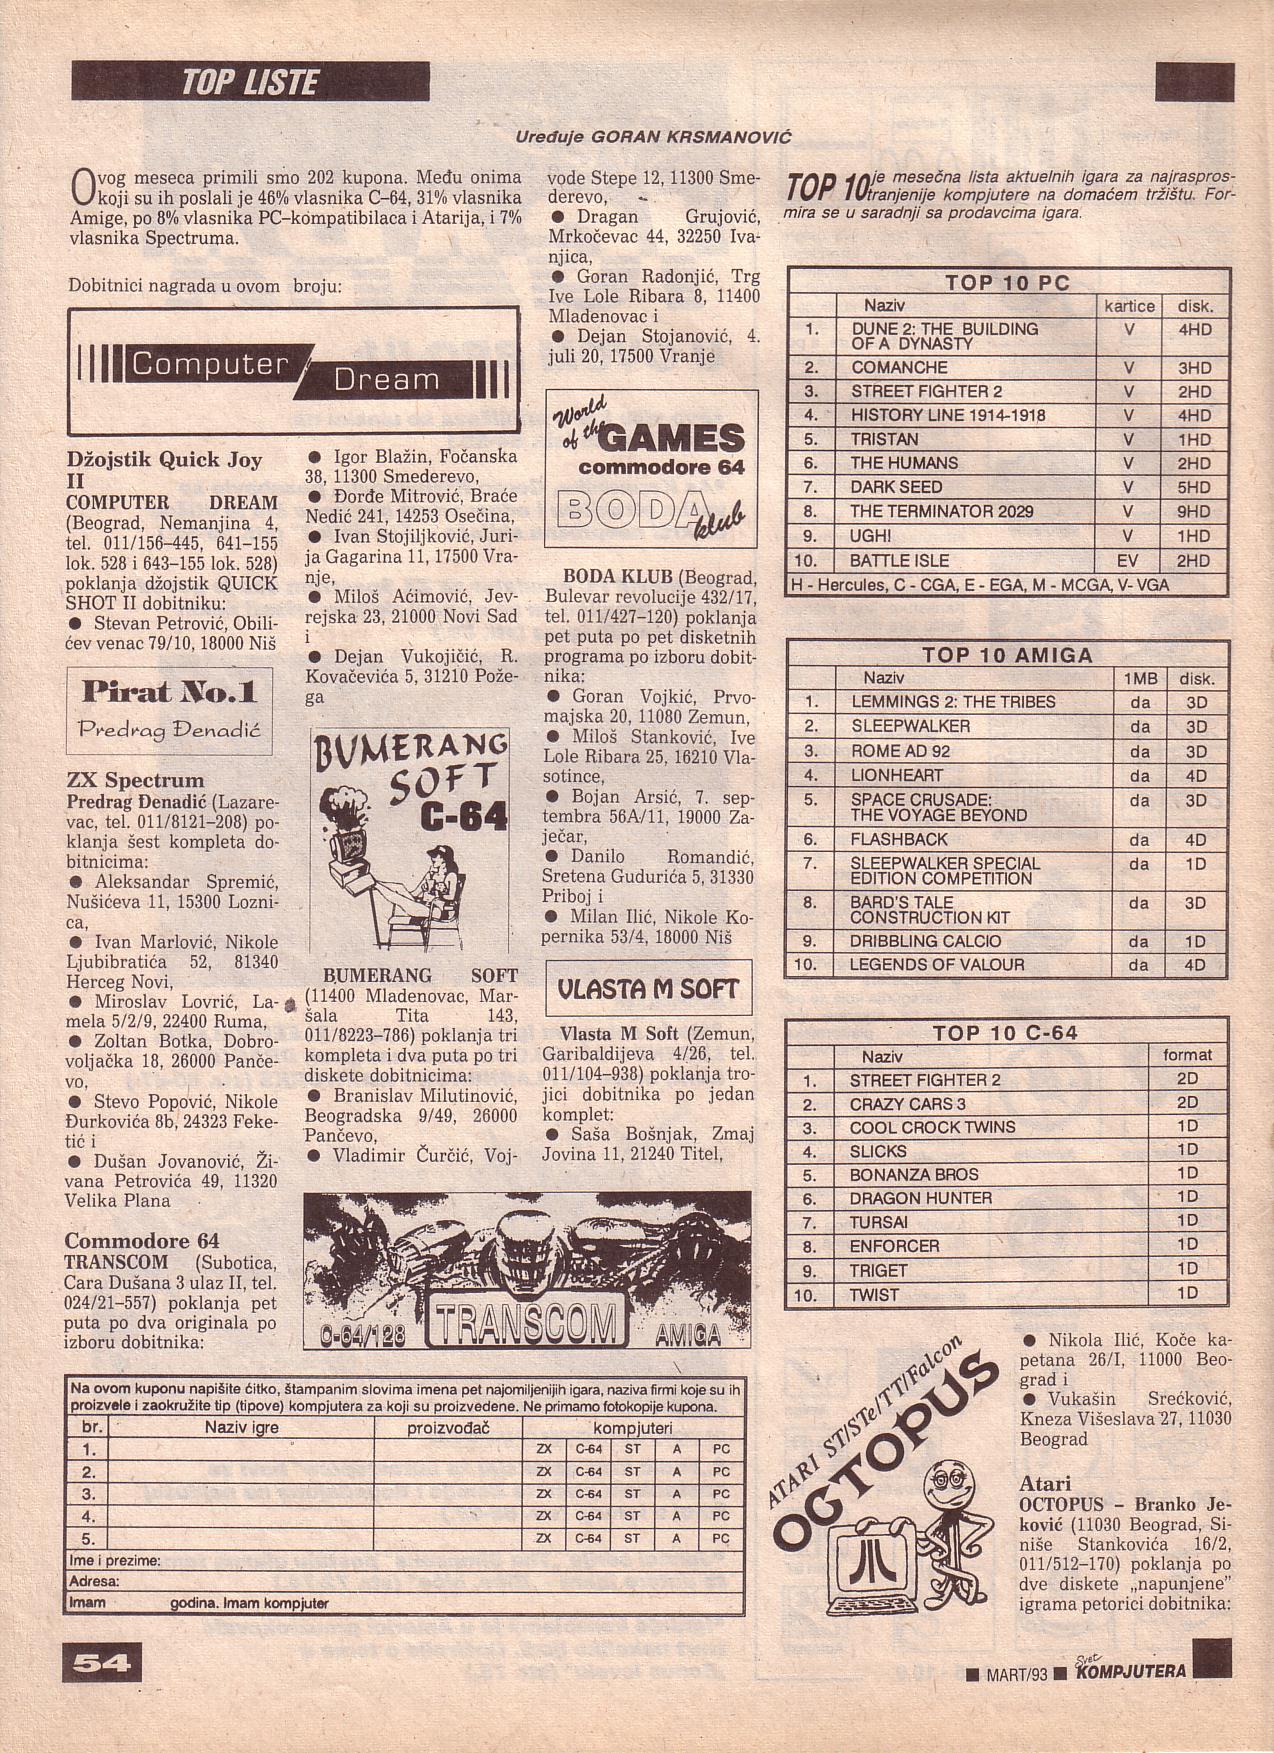 TOP LISTE
Uređuje GORAN KRSMANOVIĆ
Ovog meseca primili smo 202 kupona. Među onima
koji su ih poslali je 46% vlasnika C–64, 31% vlasnika
Amige, po 8% vlasnika PC–kompatibilaca i Atarija, i 7%
vlasnika Spectruma.
Dobitnici nagrada u ovom broju:
Computer
Dream
Džojstik Quick Joy
II
COMPUTER DREAM
(Beograd, Nemanjina 4,
tel. 011/156–445, 641–155
lok. 528 i 643–155 lok. 528)
poklanja džojstik QUICK
SHOT II dobitniku:
● Stevan Petrović, Obili-
ćev venac 79/10, 18000 Niš
Pirat No.1
Predrag Đenadić
ZX Spectrum
Predrag Đenadić (Lazare-
vac, tel. 011/8121–208) po-
klanja šest kompleta do-
bitnicima:
● Aleksandar Spremić,
Nušićeva 11, 15300 Lozni-
ca,
● Ivan Marlović, Nikole
Ljubibratića 52, 81340
Herceg Novi,
● Miroslav Lovrić, La-
mela 5/2/9, 22400 Ruma,
● Zoltan Botka, Dobro-
voljačka 18, 26000 Panče-
vo,
● Stevo Popović, Nikole
Đurkovića 8b, 24323 Feke-
tić i
● Dušan Jovanović, Ži-
vana Petrovića 49, 11320
Velika Plana
Commodore 64
TRANSCOM (Subotica,
Cara Dušana 3 ulaz II, tel.
024/21–557) poklanja pet
puta po dva originala po
izboru dobitnika:
● Igor Blažin, Fočanska
38, 11300 Smederevo,
● Đorđe Mitrović, Braće
Nedić 241, 14253 Osečina,
● Ivan Stojiljković, Juri-
ja Gagarina 11, 17500 Vra-
nje,
● Miloš Aćimović, Jev-
rejska 23, 21000 Novi Sad
i
● Dejan Vukojičić, R.
Kovačevića 5, 31210 Pože-
ga
BUMERANG
SOFT
C-64
BUMERANG SOFT
(11400 Mladenovac, Mar-
šala Tita 143,
011/8223–786) poklanja tri
kompleta i dva puta po tri
diskete dobitnicima:
● Branislav Milutinović,
Beogradska 9/49, 26000
Pančevo,
● Vladimir Čurčić, Voj-
vode Stepe 12, 11300 Sme-
derevo,
● Dragan Grujović,
Mrkočevac 44, 32250 Iva-
njica,
● Goran Radonjić, Trg
Ive Lole Ribara 8, 11400
Mladenovac i
● Dejan Stojanović, 4.
juli 20, 17500 Vranje
World
of the GAMES
commodore 64
BODA
klub
BODA KLUB (Beograd,
Bulevar revolucije 432/17,
tel. 011/427–120) poklanja
pet puta po pet disketnih
programa po izboru dobit-
nika:
● Goran Vojkić, Prvo-
majska 20, 11080 Zemun,
● Miloš Stanković, Ive
Lole Ribara 25, 16210 Vla-
sotince,
● Bojan Arsić, 7. sep-
tembra 56A/11, 19000 Za-
ječar,
● Danilo Romandić,
Sretena Gudurića 5, 31330
Priboj i
● Milan Ilić, Nikole Ko-
pernika 53/4, 18000 Niš
VLASTA M SOFT
Vlasta M Soft (Zemun,
Garibaldijeva 4/26, tel.
011/104–938) poklanja tro-
jici dobitnika po jedan
komplet:
● Saša Bošnjak, Zmaj
Jovina 11, 21240 Titel,
C-64/128 TRANSCOM AMIGA
Na ovom kuponu napišite čitko, štampanim slovima imena pet najomiljenijih igara, naziva firmi koje su ih
proizvele i zaokružite tip (tipove) kompjutera za koji su proizvedene. Ne primamo fotokopije kupona.
br. Naziv igre proizvođač kompjuteri
1. ZX C-64 ST A PC
2. ZX C-64 ST A PC
3. ZX C-64 ST A PC
4. ZX C-64 ST A PC
5. ZX C-64 ST A PC
Ime i prezime:
Adresa:
Imam godina. Imam kompjuter
TOP 10 je mesečna lista aktuelnih igara za najraspros-
tranjenije kompjutere na domaćem tržištu. For-
mira se u saradnji sa prodavcima igara.
TOP 10 PC
Naziv kartice disk.
1. DUNE 2: THE BUILDING
OF A DYNASTY V 4HD
2. COMANCHE V 3HD
3. STREET FIGHTER 2 V 2HD
4. HISTORY LINE 1914-1918 V 4HD
5. TRISTAN V 1HD
6. THE HUMANS V 2HD
7. DARK SEED V 5HD
8. THE TERMINATOR 2029 V 9HD
9. UGH! V 1HD
10. BATTLE ISLE EV 2HD
H - Hercules, C - CGA, E - EGA, M - MCGA, V- VGA
TOP 10 AMIGA
Naziv 1MB disk.
1. LEMMINGS 2: THE TRIBES da 3D
2. SLEEPWALKER da 3D
3. ROME AD 92 da 3D
4. LIONHEART da 4D
5. SPACE CRUSADE:
THE VOYAGE BEYOND da 3D
6. FLASHBACK da 4D
7. SLEEPWALKER SPECIAL
EDITION COMPETITION da 1D
8. BARD'S TALE
CONSTRUCTION KIT da 3D
9. DRIBBLING CALCIO da 1D
10. LEGENDS OF VALOUR da 4D
TOP 10 C-64
Naziv format
1. STREET FIGHTER 2 2D
2. CRAZY CARS 3 2D
3. COOL CROCK TWINS 1D
4. SLICKS 1D
5. BONANZA BROS 1D
6. DRAGON HUNTER 1D
7. TURSAI 1D
8. ENFORCER 1D
9. TRIGET 1D
10. TWIST 1D
ATARI ST/STe/TT/Falcon
OCTOPUS
● Nikola Ilić, Koče ka-
petana 26/I, 11000 Beo-
grad i
● Vukašin Srećković,
Kneza Višeslava 27, 11030
Beograd
Atari
OCTOPUS – Branko Je-
ković (11030 Beograd, Si-
niše Stankovića 16/2,
011/512–170) poklanja po
dve diskete „napunjene”
igrama petorici dobitnika:
54
■ MART/93 ■ Svet KOMPJUTERA